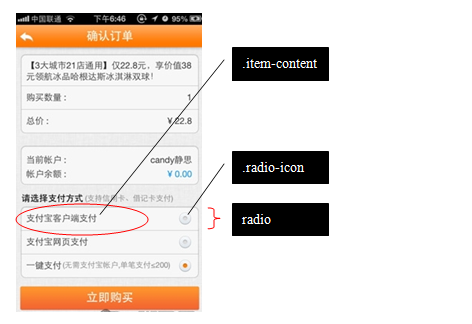 中国联通 下午6:46 95%
确认订单
【3大城市21店通用】仅22.8元，享价值38
元领航冰品哈根达斯冰淇淋双球！
购买数量： 1
总价： ¥ 22.8
当前帐户： candy静思
帐户余额： ¥ 0.00
请选择支付方式 (支持信用卡、借记卡支付)
支付宝客户端支付
支付宝网页支付
一键支付 (无需支付宝帐户,单笔支付≤200)
立即购买
.item-content
.radio-icon
radio